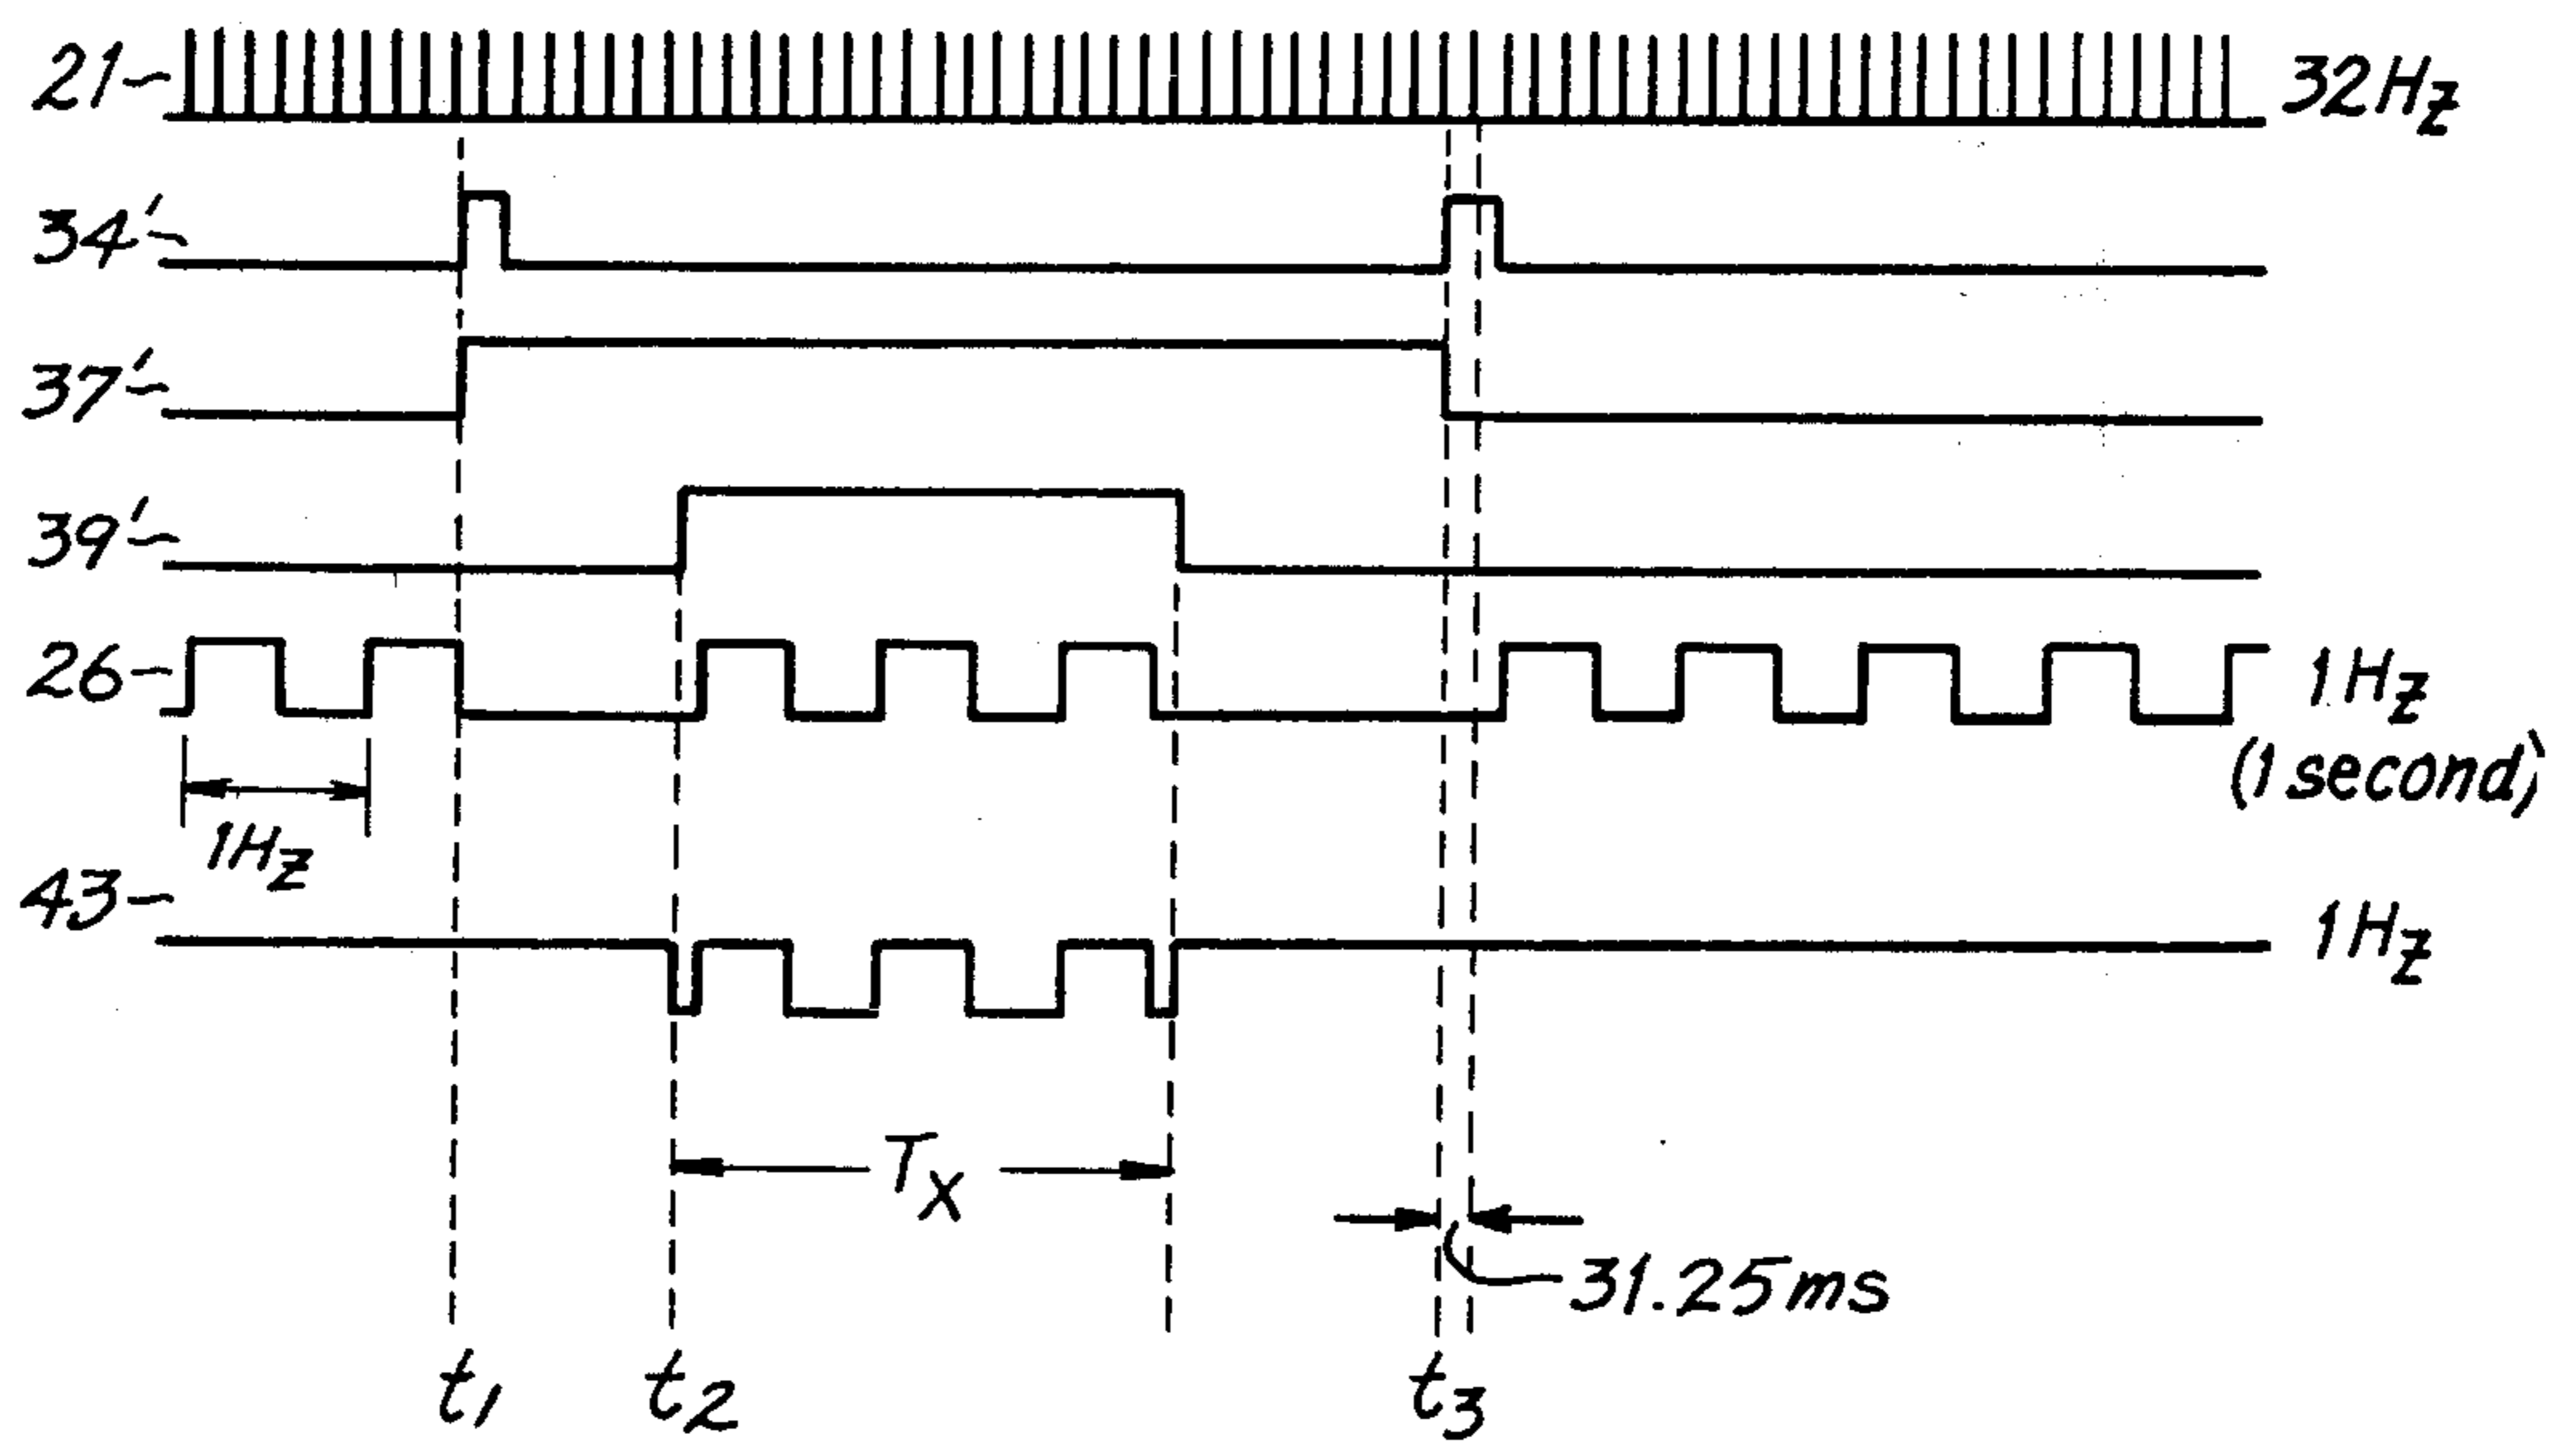 21 32Hz
34'
37'
39'
26 1Hz
(1 second)
1Hz
43 1Hz
Tx
31.25ms
t1 t2 t3